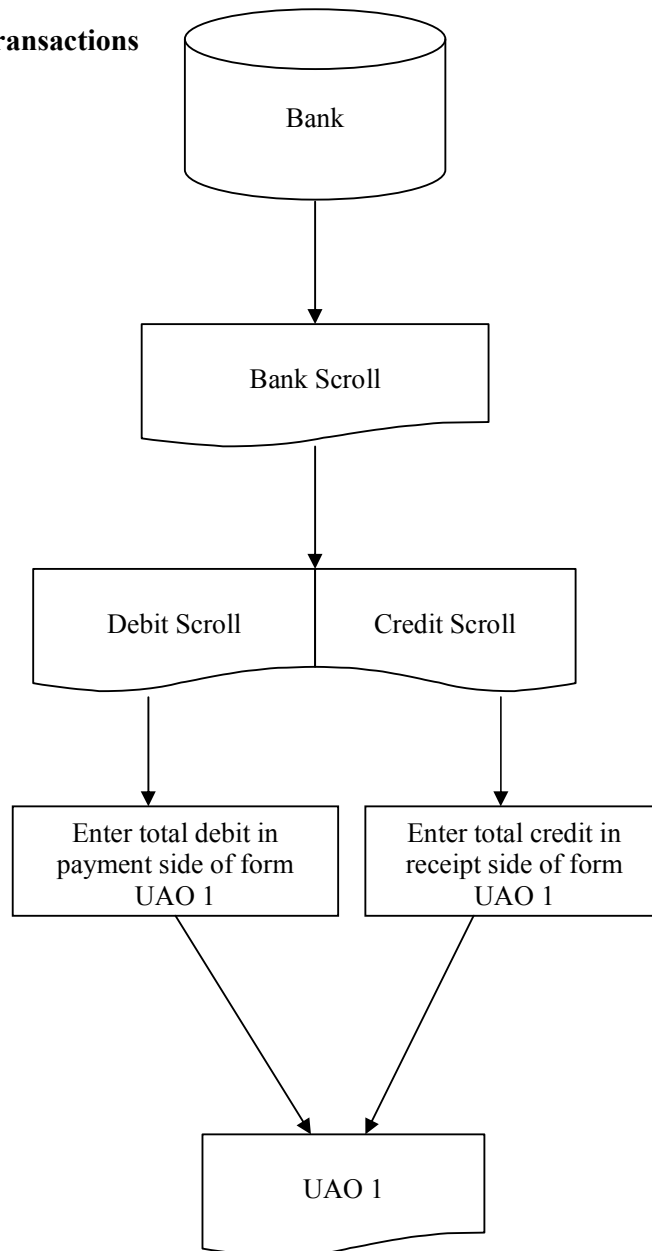 ransactions
Bank
Bank Scroll
Debit Scroll
Credit Scroll
Enter total debit in
payment side of form
UAO 1
Enter total credit in
receipt side of form
UAO 1
UAO 1